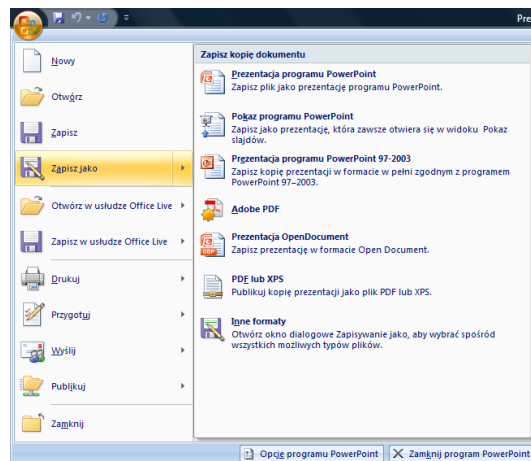 Pre
Nowy
Otwórz
Zapisz
Zapisz jako
Otwórz w usłudze Office Live
Zapisz w usłudze Office Live
Drukuj
Przygotuj
Wyślij
Publikuj
Zamknij
Zapisz kopię dokumentu
Prezentacja programu PowerPoint
Zapisz plik jako prezentację programu PowerPoint.
Pokaz programu PowerPoint
Zapisz jako prezentację, która zawsze otwiera się w widoku Pokaz
slajdów.
Prezentacja programu PowerPoint 97-2003
Zapisz kopię prezentacji w formacie w pełni zgodnym z programem
PowerPoint 97–2003.
Adobe PDF
Prezentacja OpenDocument
Zapisz prezentację w formacie Open Document.
PDF lub XPS
Publikuj kopię prezentacji jako plik PDF lub XPS.
Inne formaty
Otwórz okno dialogowe Zapisywanie jako, aby wybrać spośród
wszystkich możliwych typów plików.
Opcje programu PowerPoint
Zamknij program PowerPoint